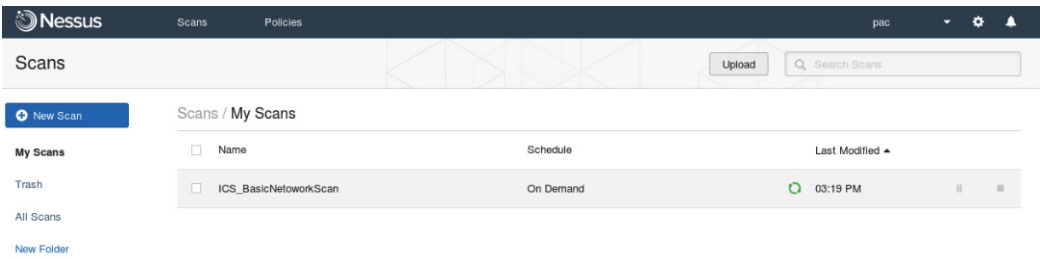 Nessus Scans Policies pac
Scans Upload Search Scans
New Scan Scans / My Scans
My Scans Name Schedule Last Modified
Trash ICS_BasicNetoworkScan On Demand 03:19 PM
All Scans
New Folder